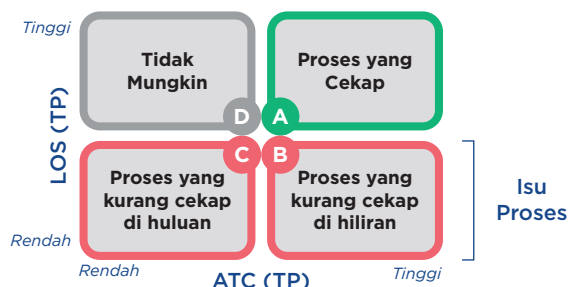 Tinggi
Tidak
Mungkin
Proses yang
Cekap
D
A
LOS (TP)
C
B
Proses yang
kurang cekap
di huluan
Proses yang
kurang cekap
di hiliran
Isu
Proses
Rendah
Rendah
ATC (TP)
Tinggi